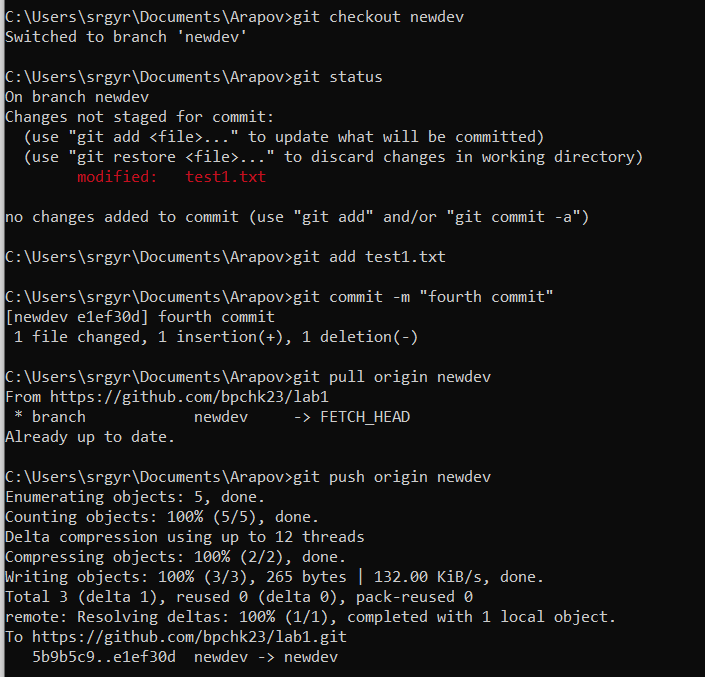 C:\Users\srgyr\Documents\Arapov>git checkout newdev
Switched to branch 'newdev'
C:\Users\srgyr\Documents\Arapov>git status
On branch newdev
Changes not staged for commit:
  (use "git add <file>..." to update what will be committed)
  (use "git restore <file>..." to discard changes in working directory)
        modified:   test1.txt
no changes added to commit (use "git add" and/or "git commit -a")
C:\Users\srgyr\Documents\Arapov>git add test1.txt
C:\Users\srgyr\Documents\Arapov>git commit -m "fourth commit"
[newdev e1ef30d] fourth commit
 1 file changed, 1 insertion(+), 1 deletion(-)
C:\Users\srgyr\Documents\Arapov>git pull origin newdev
From https://github.com/bpchk23/lab1
 * branch            newdev     -> FETCH_HEAD
Already up to date.
C:\Users\srgyr\Documents\Arapov>git push origin newdev
Enumerating objects: 5, done.
Counting objects: 100% (5/5), done.
Delta compression using up to 12 threads
Compressing objects: 100% (2/2), done.
Writing objects: 100% (3/3), 265 bytes | 132.00 KiB/s, done.
Total 3 (delta 1), reused 0 (delta 0), pack-reused 0
remote: Resolving deltas: 100% (1/1), completed with 1 local object.
To https://github.com/bpchk23/lab1.git
   5b9b5c9..e1ef30d  newdev -> newdev